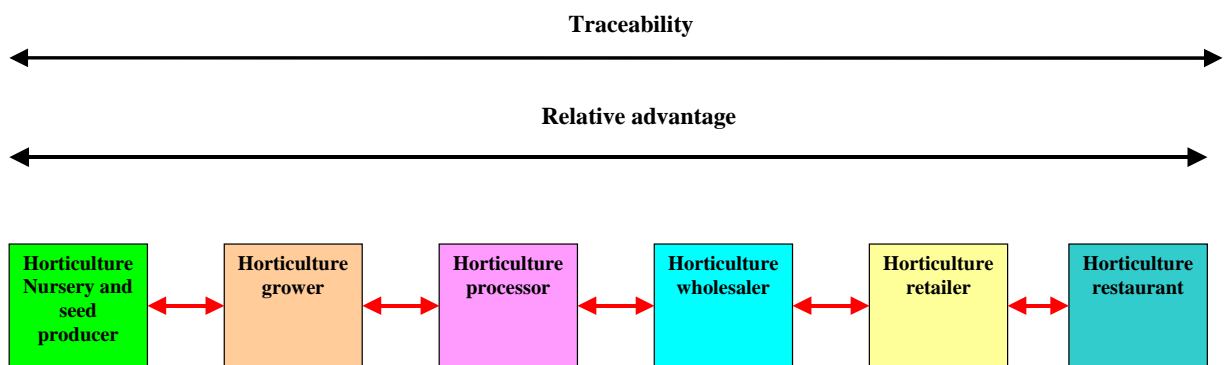 Traceability
Relative advantage
Horticulture
Nursery and
seed
producer
Horticulture
grower
Horticulture
processor
Horticulture
wholesaler
Horticulture
retailer
Horticulture
restaurant